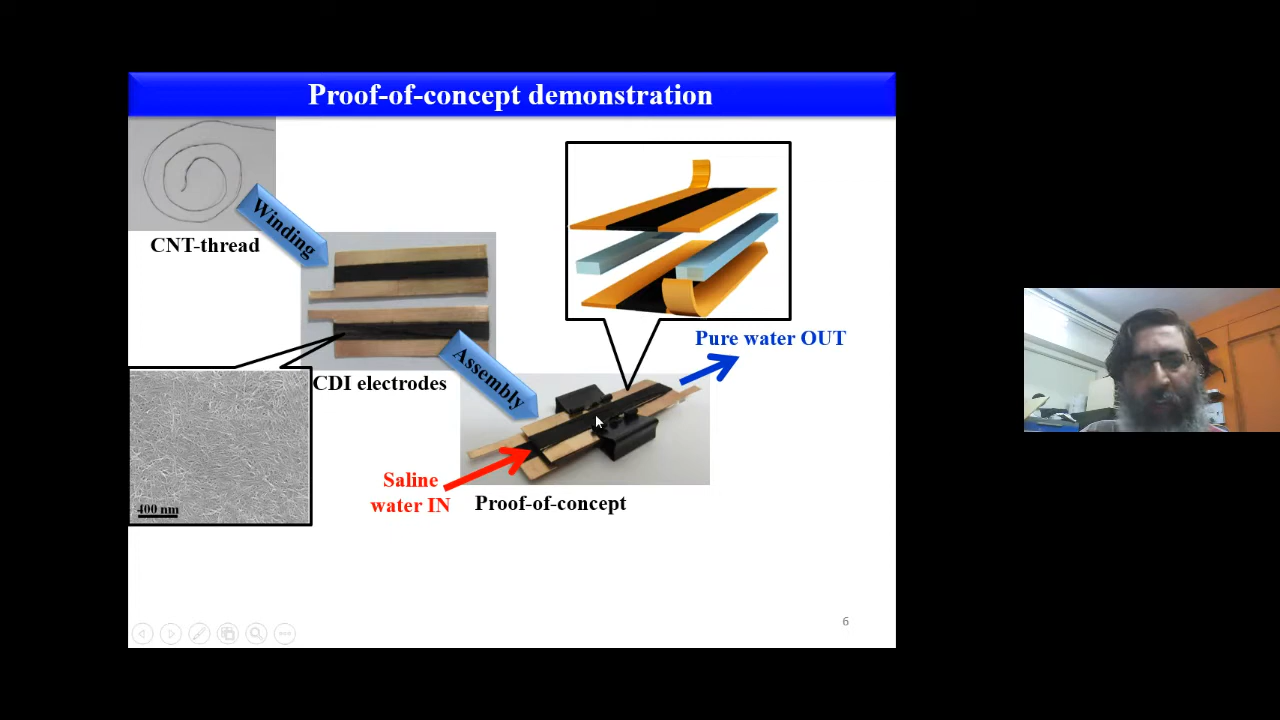 Proof-of-concept demonstration
CNT-thread
Winding
CDI electrodes
Assembly
400 nm
Pure water OUT
Saline
water IN
Proof-of-concept
6